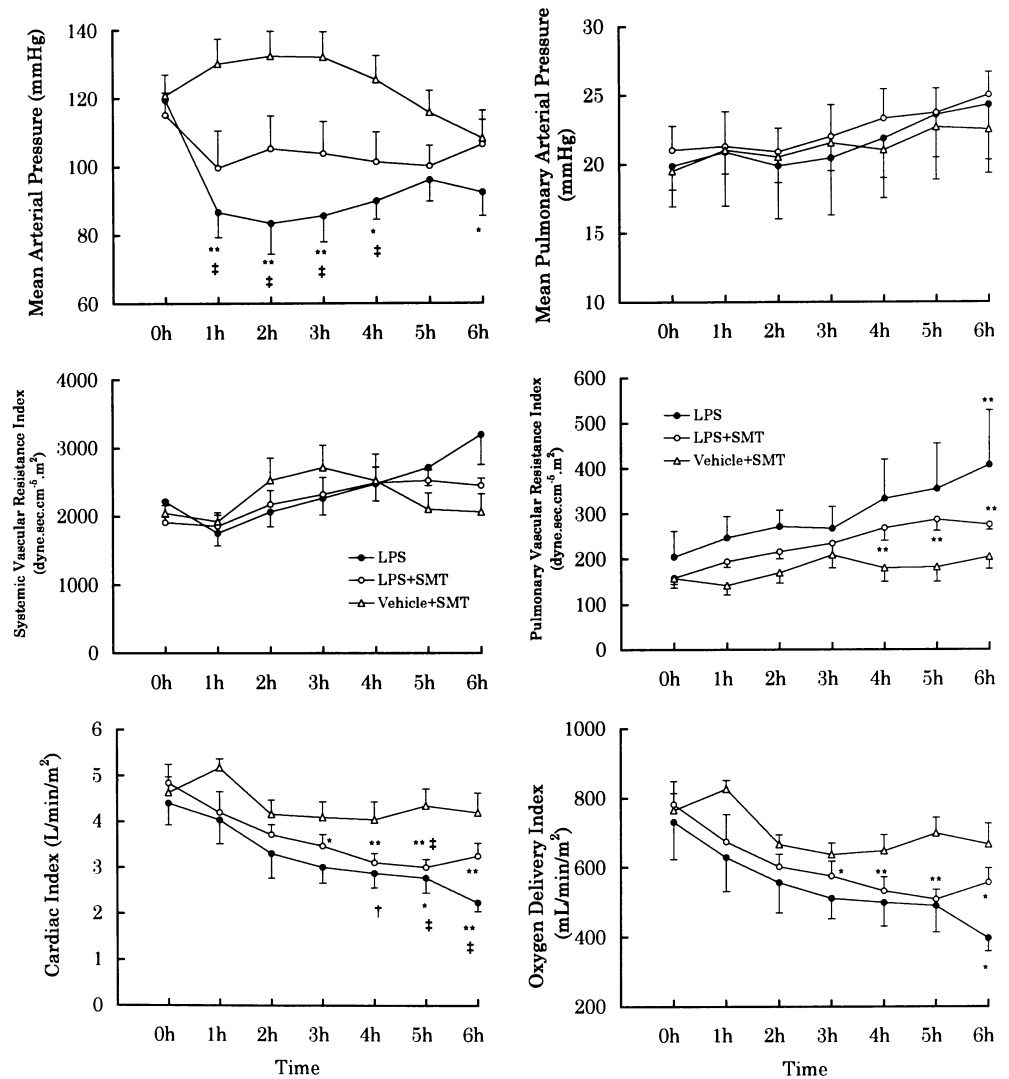 Mean Arterial Pressure (mmHg)
140
120
100
80
60
** ** ** * *
‡ ‡ ‡ ‡
0h 1h 2h 3h 4h 5h 6h
Mean Pulmonary Arterial Pressure
(mmHg)
30
25
20
15
10
0h 1h 2h 3h 4h 5h 6h
Systemic Vascular Resistance Index
(dyne.sec.cm⁻⁵.m²)
4000
3000
2000
1000
0
LPS
LPS+SMT
Vehicle+SMT
0h 1h 2h 3h 4h 5h 6h
Pulmonary Vascular Resistance Index
(dyne.sec.cm⁻⁵.m²)
600
500
400
300
200
100
0
LPS
LPS+SMT
Vehicle+SMT
**
**
** **
0h 1h 2h 3h 4h 5h 6h
Cardiac Index (L/min/m²)
6
5
4
3
2
1
0
* ** **‡
**
† * **
‡ ‡
0h 1h 2h 3h 4h 5h 6h
Time
Oxygen Delivery Index
(mL/min/m²)
1000
800
600
400
200
* ** **
*
*
0h 1h 2h 3h 4h 5h 6h
Time